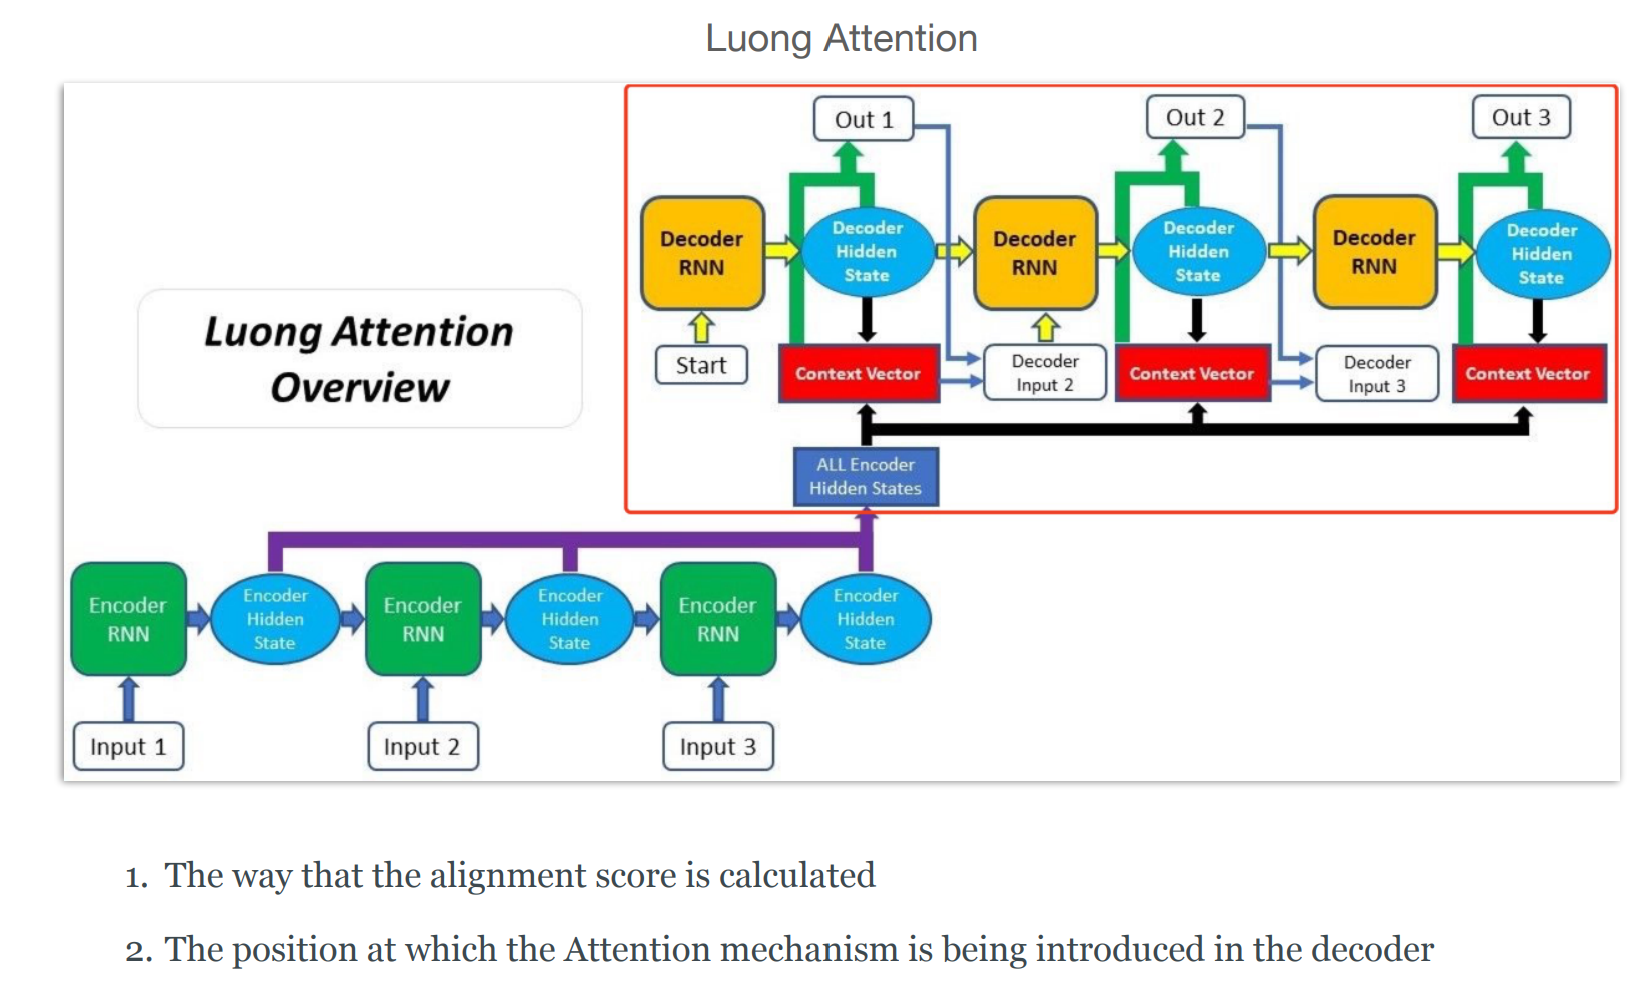 Luong Attention
Luong Attention
Overview
Out 1
Out 2
Out 3
Decoder
RNN
Decoder
Hidden
State
Decoder
RNN
Decoder
Hidden
State
Decoder
RNN
Decoder
Hidden
State
Start
Context Vector
Decoder
Input 2
Context Vector
Decoder
Input 3
Context Vector
ALL Encoder
Hidden States
Encoder
RNN
Encoder
Hidden
State
Encoder
RNN
Encoder
Hidden
State
Encoder
RNN
Encoder
Hidden
State
Input 1
Input 2
Input 3
1. The way that the alignment score is calculated
2. The position at which the Attention mechanism is being introduced in the decoder